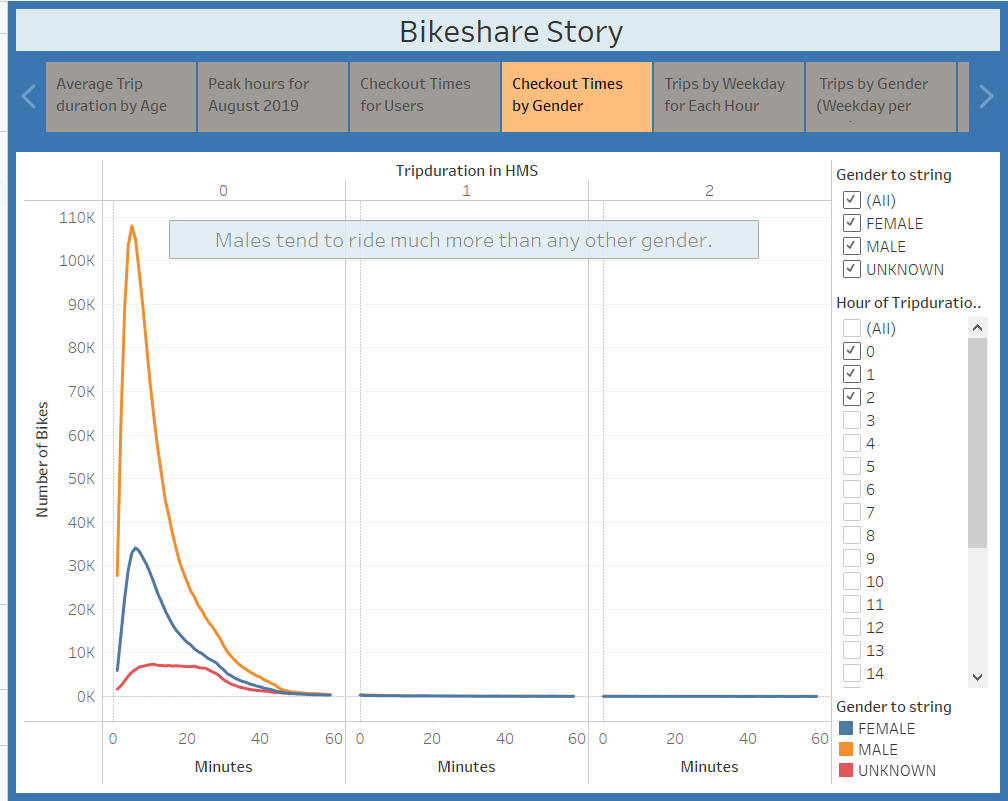 Bikeshare Story
Average Trip
duration by Age
Peak hours for
August 2019
Checkout Times
for Users
Checkout Times
by Gender
Trips by Weekday
for Each Hour
Trips by Gender
(Weekday per
Tripduration in HMS
0 1 2
Males tend to ride much more than any other gender.
Number of Bikes
110K
100K
90K
80K
70K
60K
50K
40K
30K
20K
10K
0K
0 20 40 60 0 20 40 60 0 20 40 60
Minutes Minutes Minutes
Gender to string
(All)
FEMALE
MALE
UNKNOWN
Hour of Tripduratio..
(All)
0
1
2
3
4
5
6
7
8
9
10
11
12
13
14
Gender to string
FEMALE
MALE
UNKNOWN